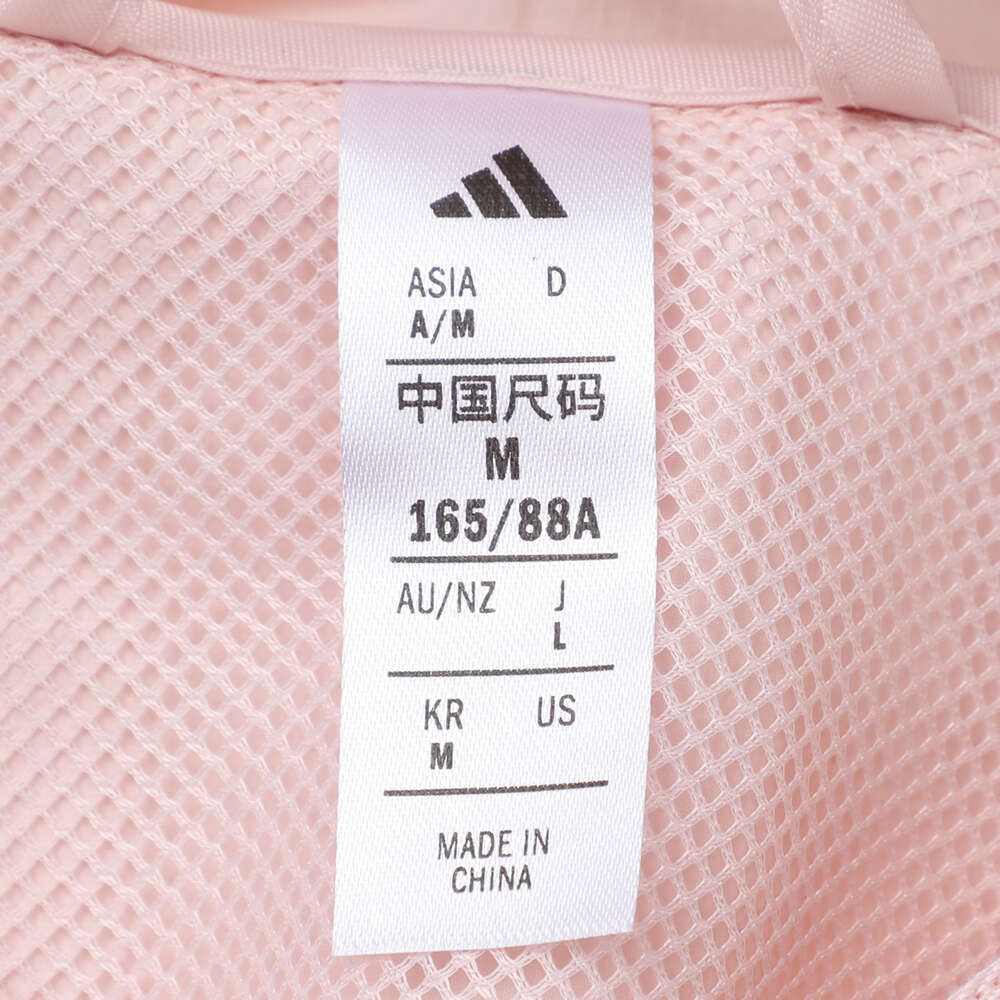 ASIA D
A/M
中国尺码
M
165/88A
AU/NZ J
L
KR US
M
MADE IN
CHINA